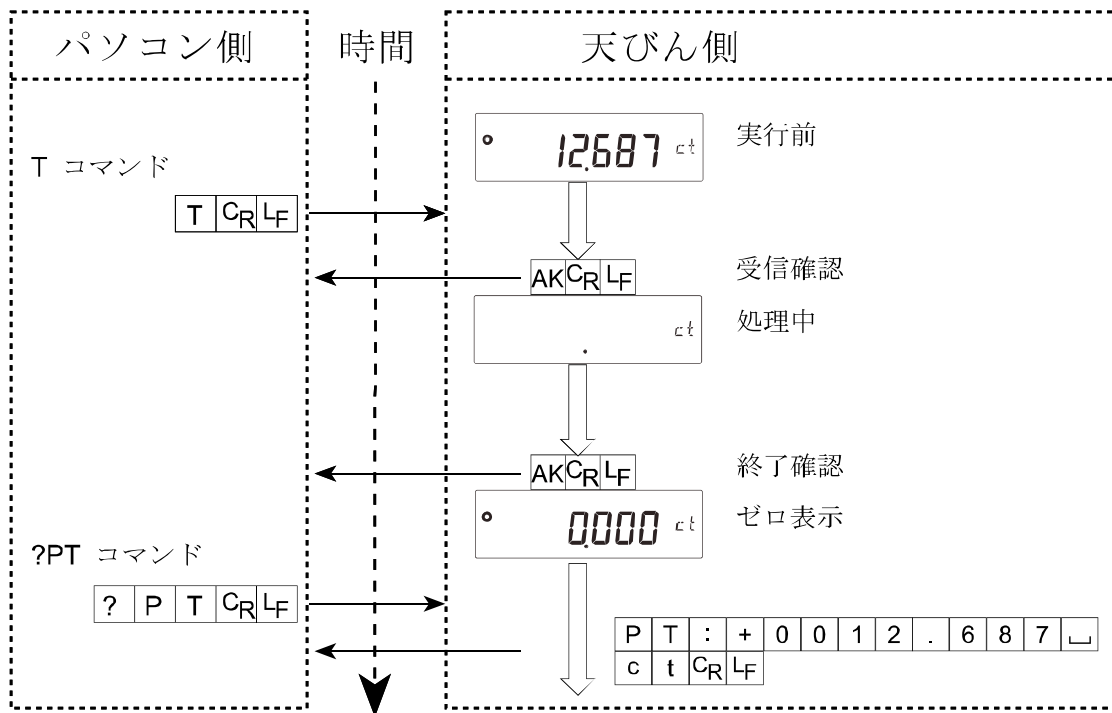 パソコン側
時間
天びん側
12.687 ct
実行前
T コマンド
T CR LF
AK CR LF
受信確認
ct
処理中
.
AK CR LF
終了確認
0.000 ct
ゼロ表示
?PT コマンド
? P T CR LF
P T : + 0 0 1 2 . 6 8 7 ␣
c t CR LF